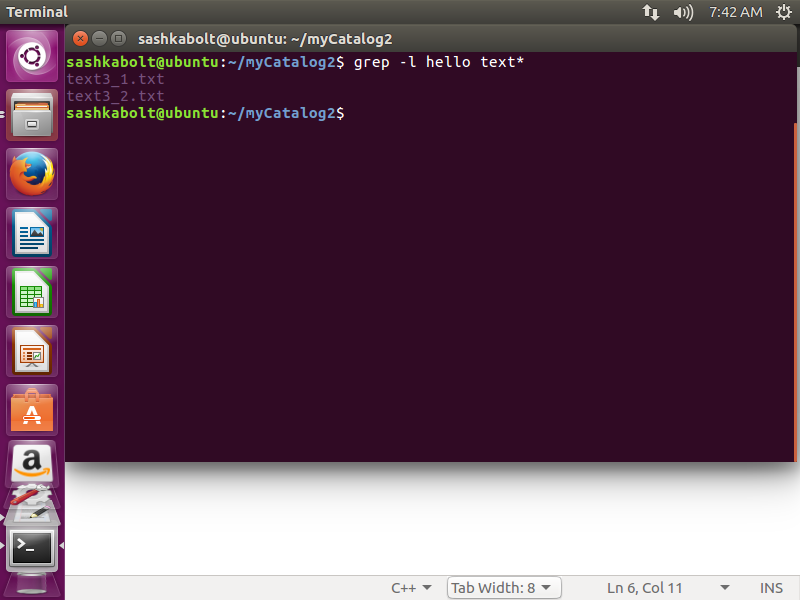 Terminal
7:42 AM
sashkabolt@ubuntu: ~/myCatalog2
sashkabolt@ubuntu:~/myCatalog2$ grep -l hello text*
text3_1.txt
text3_2.txt
sashkabolt@ubuntu:~/myCatalog2$
C++
Tab Width: 8
Ln 6, Col 11
INS